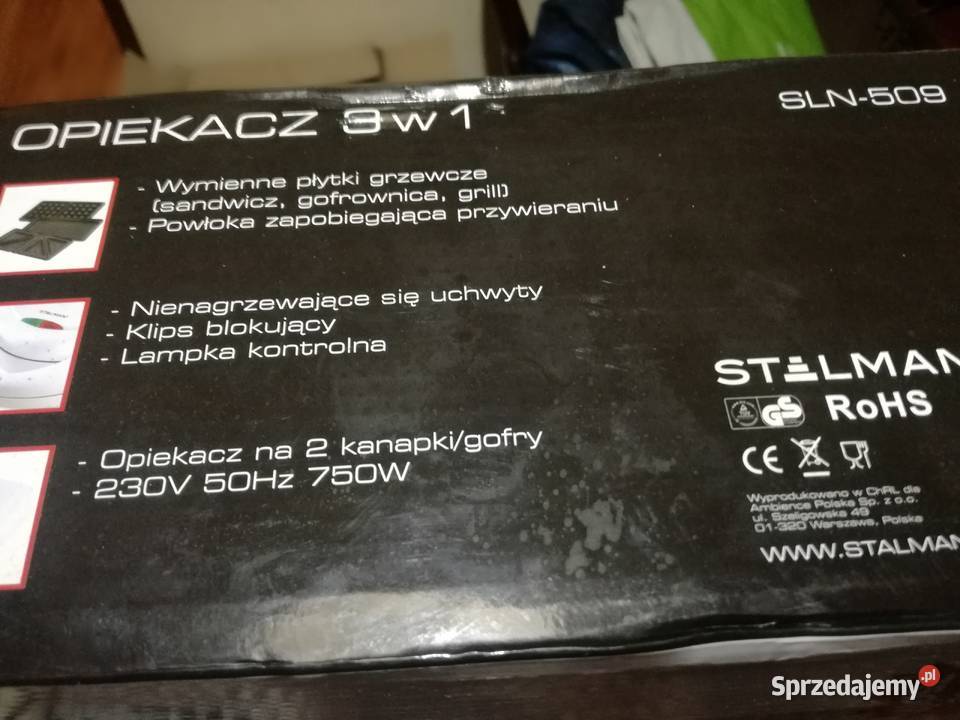 OPIEKACZ 3 w 1
SLN-509
- Wymienne płytki grzewcze
(sandwicz, gofrownica, grill)
- Powłoka zapobiegająca przywieraniu
- Nienagrzewające się uchwyty
- Klips blokujący
- Lampka kontrolna
- Opiekacz na 2 kanapki/gofry
- 230V 50Hz 750W
STALMAN
GS RoHS
CE
Wyprodukowano w ChRL dla
Ambience Polska Sp. z o.o.
ul. Szeligowska 49
01-320 Warszawa, Polska
WWW.STALMAN
Sprzedajemy.pl